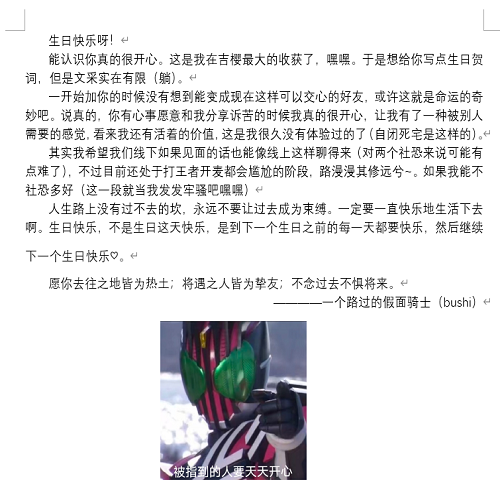 生日快乐呀！
能认识你真的很开心。这是我在吉樱最大的收获了，嘿嘿。于是想给你写点生日贺
词，但是文采实在有限（躺）。
一开始加你的时候没有想到能变成现在这样可以交心的好友，或许这就是命运的奇
妙吧。说真的，你有心事愿意和我分享诉苦的时候我真的很开心，让我有了一种被别人
需要的感觉，看来我还有活着的价值，这是我很久没有体验过的了（自闭死宅是这样的）。
其实我希望我们线下如果见面的话也能像线上这样聊得来（对两个社恐来说可能有
点难了），不过目前还处于打王者开麦都会尴尬的阶段，路漫漫其修远兮~。如果我能不
社恐多好（这一段就当我发发牢骚吧嘿嘿）
人生路上没有过不去的坎，永远不要让过去成为束缚。一定要一直快乐地生活下去
啊。生日快乐，不是生日这天快乐，是到下一个生日之前的每一天都要快乐，然后继续
下一个生日快乐♡。
愿你去往之地皆为热土；将遇之人皆为挚友；不念过去不惧将来。
————一个路过的假面骑士（bushi）
被指到的人要天天开心